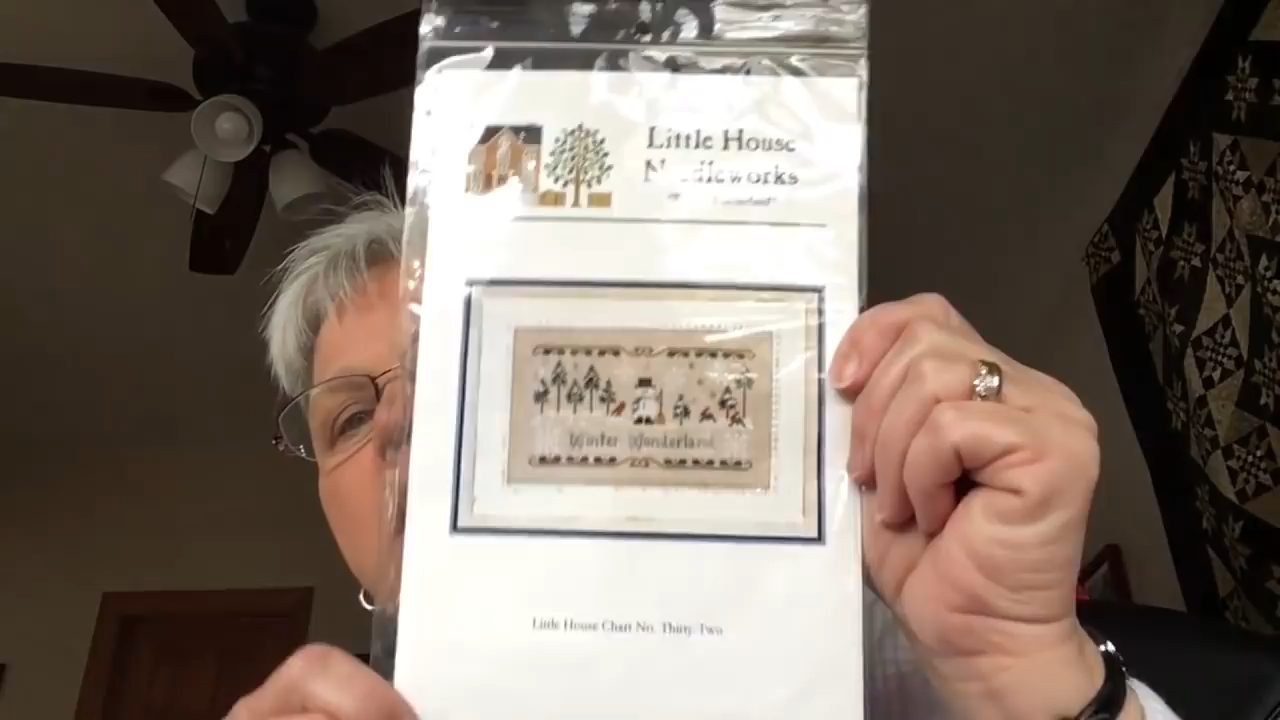 Little House
Needleworks
Winter Wonderland
Little House Chart No. Thirty-Two